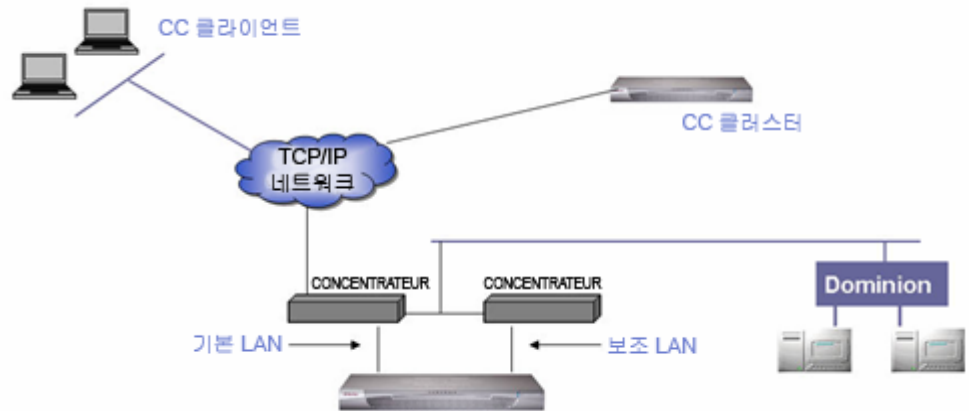 CC 클라이언트
CC 클러스터
TCP/IP
네트워크
CONCENTRATEUR
CONCENTRATEUR
Dominion
기본 LAN
보조 LAN